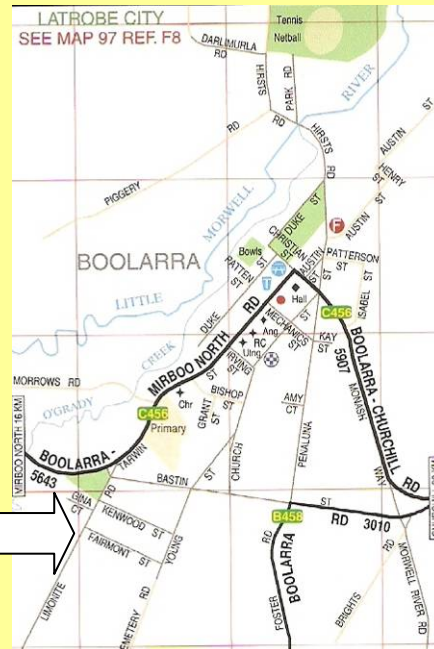 LATROBE CITY
SEE MAP 97 REF. F8
Tennis
Netball
DARLIMURLA
RD
HIRSTS
PARK RD
RD
HIRSTS
RD
RIVER
AUSTIN
ST
HENRY
ST
AUSTIN
PIGGERY
RD
MORWELL
LITTLE
BOOLARRA
DUKE
ST
CHRISTIAN
ST
F
Bowls
PATTEN
ST
AUSTIN
ST
PATTERSON
ST
ISABEL
ST
DUKE
T
Hall
C456
MECHANICS
ST
KAY
ST
Ang
RC
Uing
IRVING
ST
MIRBOO NORTH RD
CREEK
O'GRADY
MORROWS RD
Chr
C456
Primary
GRANT
ST
BISHOP
ST
AMY
CT
PENALUNA
5907
MONASH
WAY
BOOLARRA - CHURCHILL RD
MIRBOO NORTH 16 KM
BOOLARRA -
5643
TARWIN
RD
BASTIN
ST
CHURCH
ST
GINA
CT
KENWOOD
ST
FAIRMONT
ST
YOUNG
LIMONITE
RD
B458
RD 3010
BOOLARRA
FOSTER
RD
BRIGHTS
RD
MORWELL RIVER RD